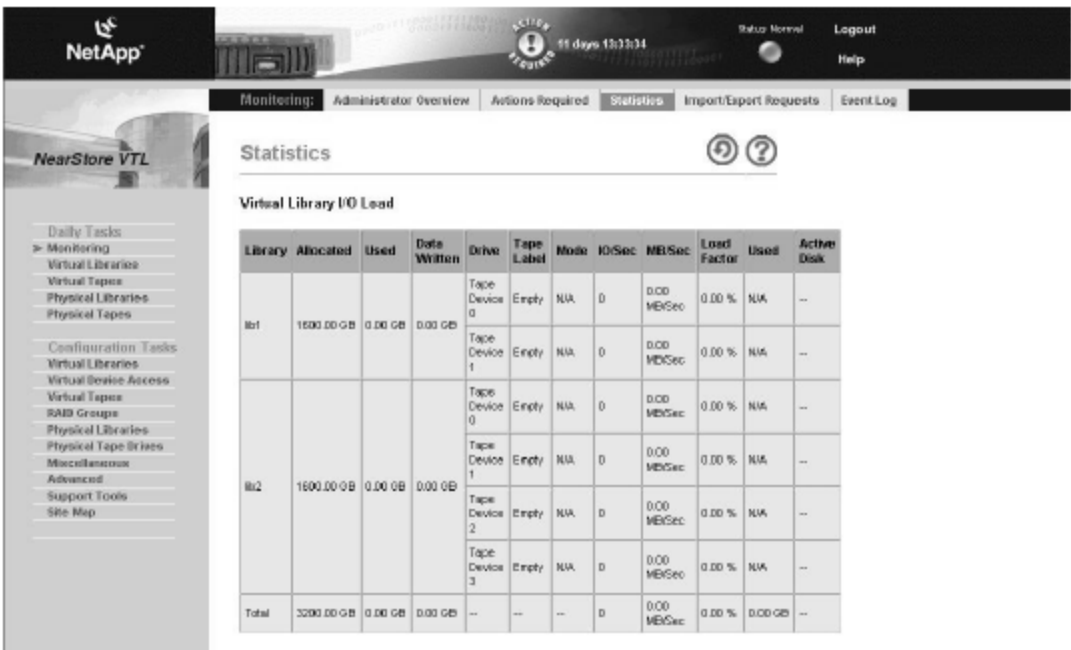 NetApp
ACTION REQUIRED
11 days 13:33:34
Status Normal
Logout
Help
Monitoring: Administrator Overview Actions Required Statistics Import/Export Requests Event Log
NearStore VTL
Daily Tasks
Monitoring
Virtual Libraries
Virtual Tapes
Physical Libraries
Physical Tapes
Configuration Tasks
Virtual Libraries
Virtual Device Access
Virtual Tapes
RAID Groups
Physical Libraries
Physical Tape Drives
Miscellaneous
Advanced
Support Tools
Site Map
Statistics
Virtual Library I/O Load
Library Allocated Used Data Written Drive Tape Label Mode IO/Sec MB/Sec Load Factor Used Active Disk
lib1 1600.00 GB 0.00 GB 0.00 GB Tape Device 0 Empty N/A 0 0.00 MB/Sec 0.00 % N/A --
Tape Device 1 Empty N/A 0 0.00 MB/Sec 0.00 % N/A --
lib2 1600.00 GB 0.00 GB 0.00 GB Tape Device 0 Empty N/A 0 0.00 MB/Sec 0.00 % N/A --
Tape Device 1 Empty N/A 0 0.00 MB/Sec 0.00 % N/A --
Tape Device 2 Empty N/A 0 0.00 MB/Sec 0.00 % N/A --
Tape Device 3 Empty N/A 0 0.00 MB/Sec 0.00 % N/A --
Total 3200.00 GB 0.00 GB 0.00 GB -- -- -- 0 0.00 MB/Sec 0.00 % 0.00 GB --